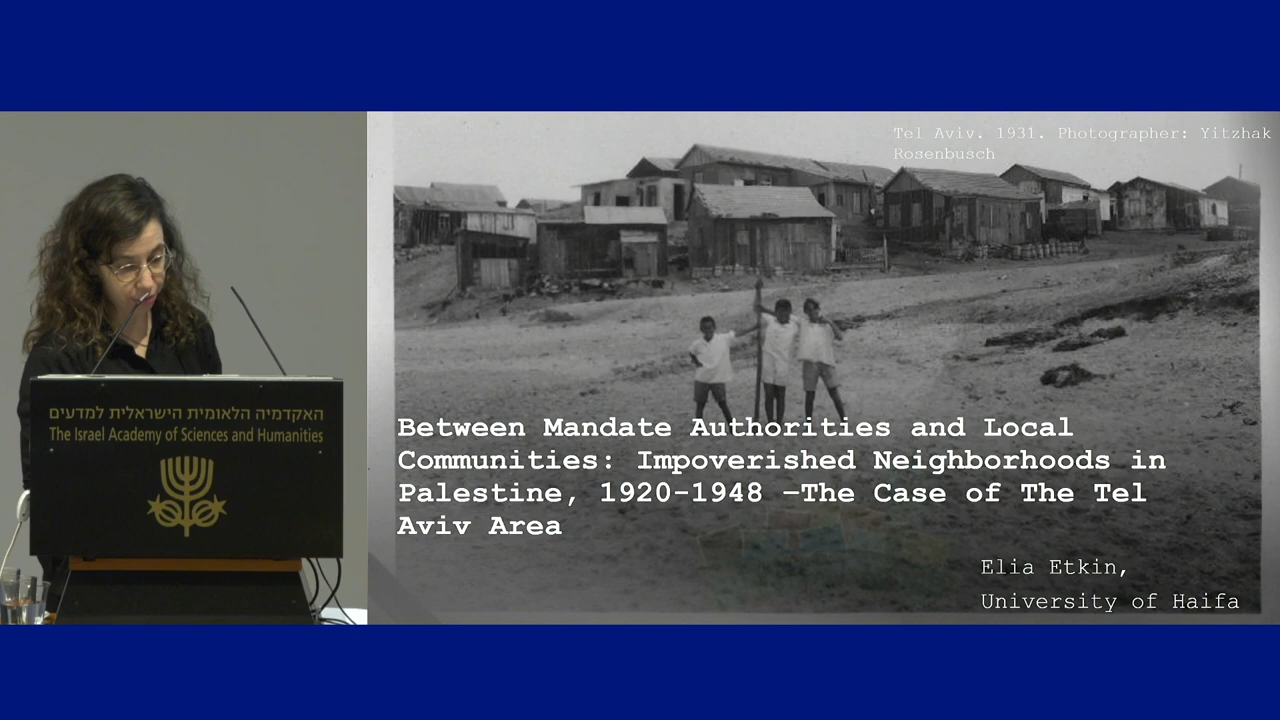 האקדמיה הלאומית הישראלית למדעים
The Israel Academy of Sciences and Humanities
Tel Aviv. 1931. Photographer: Yitzhak
Rosenbusch
Between Mandate Authorities and Local
Communities: Impoverished Neighborhoods in
Palestine, 1920-1948 –The Case of The Tel
Aviv Area
Elia Etkin,
University of Haifa